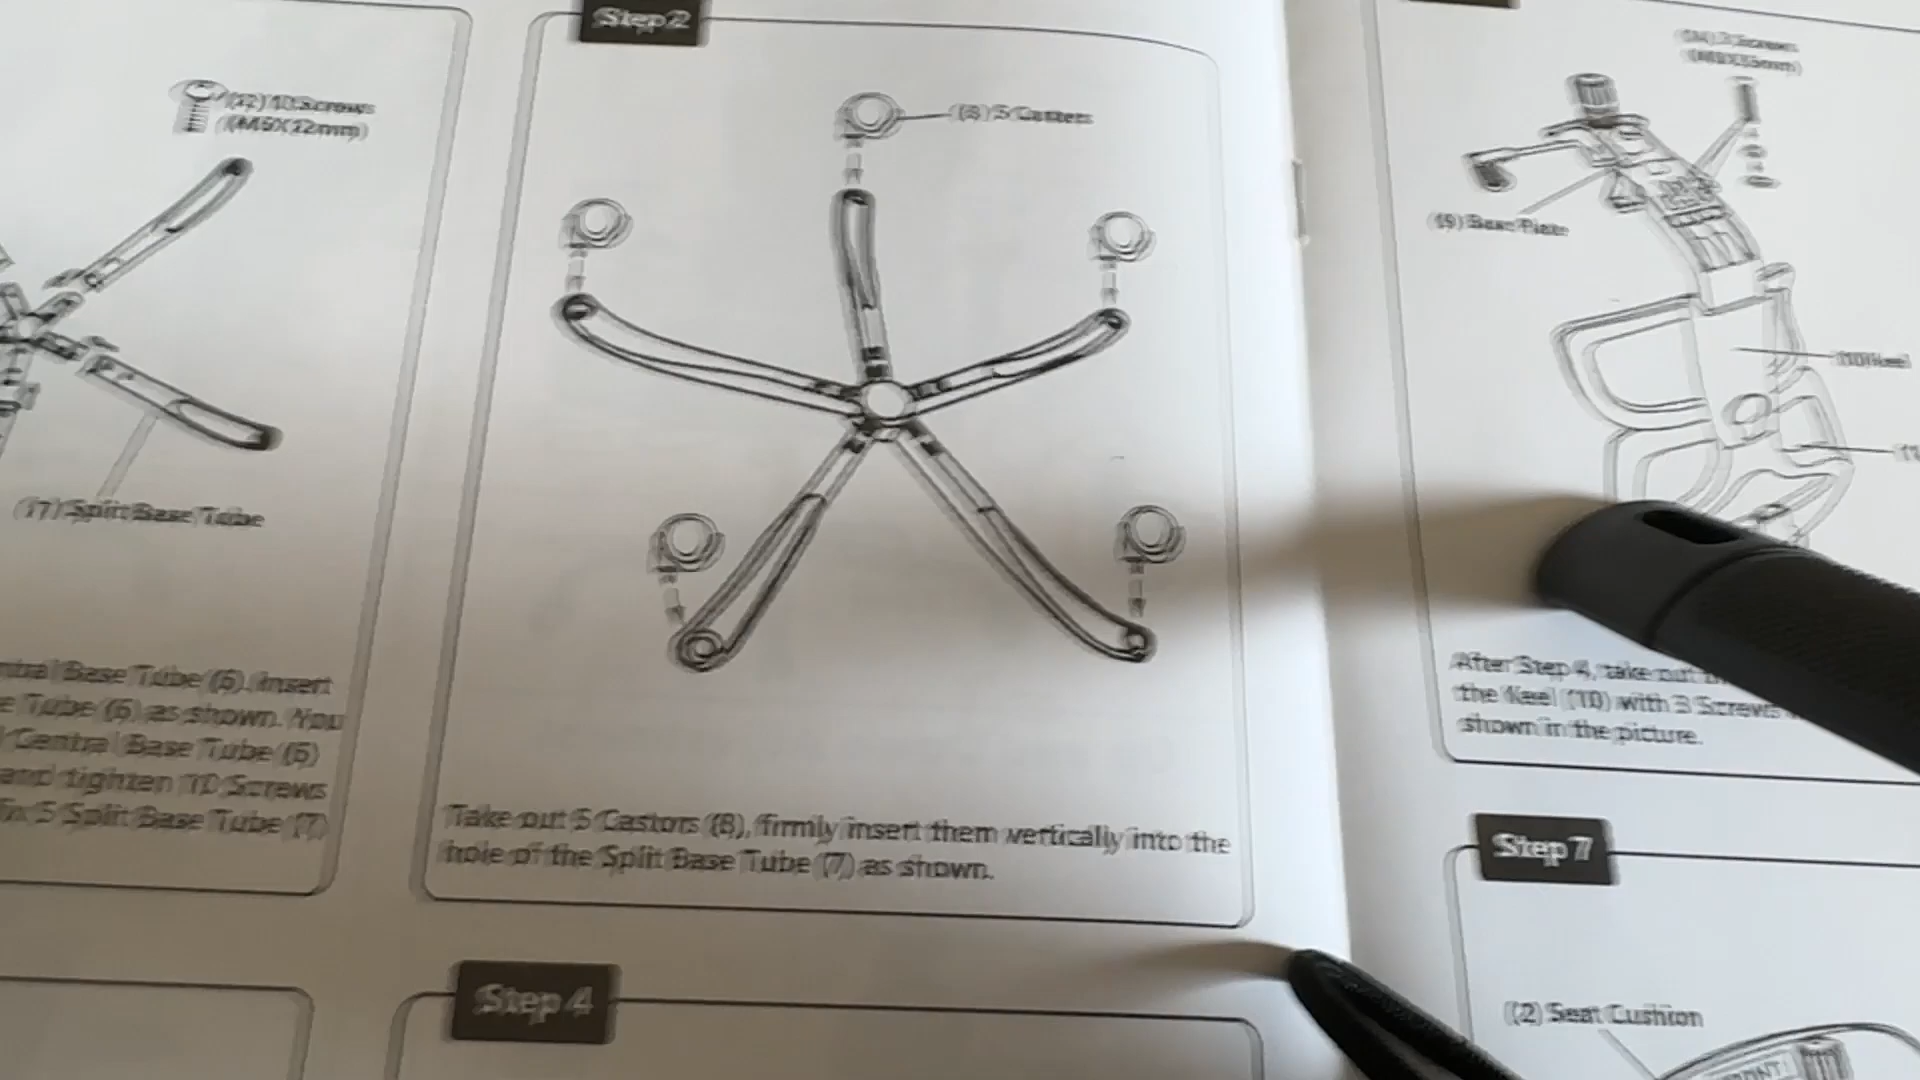 Step 2
(12) 10 Screws
(M6X12mm)
(8) 5 Castors
3 Screws
(9) Base Plate
(10) Keel
(7) Split Base Tube
Base Tube (6). Insert
Tube (6) as shown. You
Central Base Tube (6)
and tighten 10 Screws
5 Split Base Tube (7)
Take out 5 Castors (8), firmly insert them vertically into the
hole of the Split Base Tube (7) as shown.
After Step 4, take out
the Keel (10) with 3 Screws
shown in the picture.
Step 7
Step 4
(2) Seat Cushion